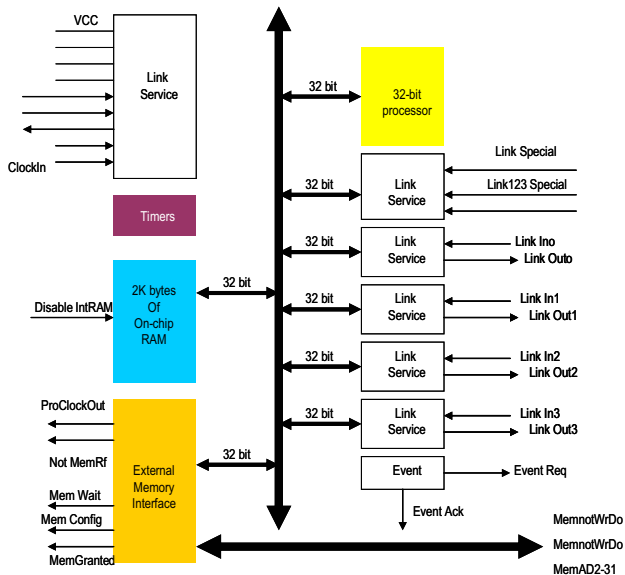 VCC
Link
Service
ClockIn
Timers
2K bytes
Of
On-chip
RAM
Disable IntRAM
32 bit
ProClockOut
Not MemRf
Mem Wait
Mem Config
MemGranted
External
Memory
Interface
32 bit
32 bit
32-bit
processor
32 bit
Link
Service
Link Special
Link123 Special
32 bit
Link
Service
Link Ino
Link Outo
32 bit
Link
Service
Link In1
Link Out1
32 bit
Link
Service
Link In2
Link Out2
32 bit
Link
Service
Link In3
Link Out3
Event
Event Req
Event Ack
MemnotWrDo
MemnotWrDo
MemAD2-31